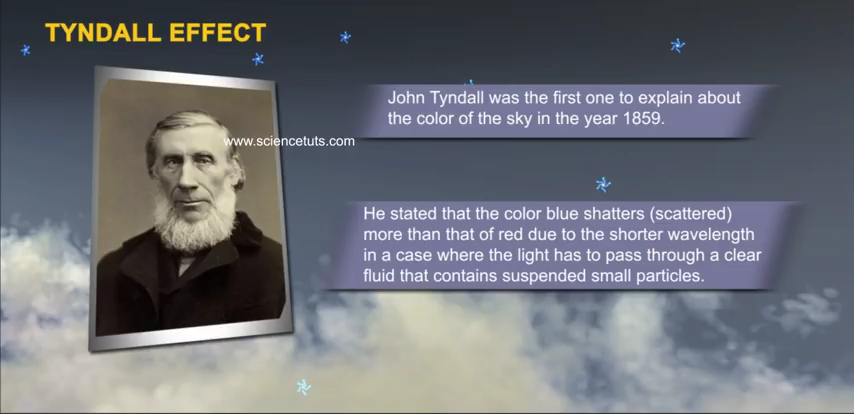 TYNDALL EFFECT
www.sciencetuts.com
John Tyndall was the first one to explain about
the color of the sky in the year 1859.
He stated that the color blue shatters (scattered)
more than that of red due to the shorter wavelength
in a case where the light has to pass through a clear
fluid that contains suspended small particles.